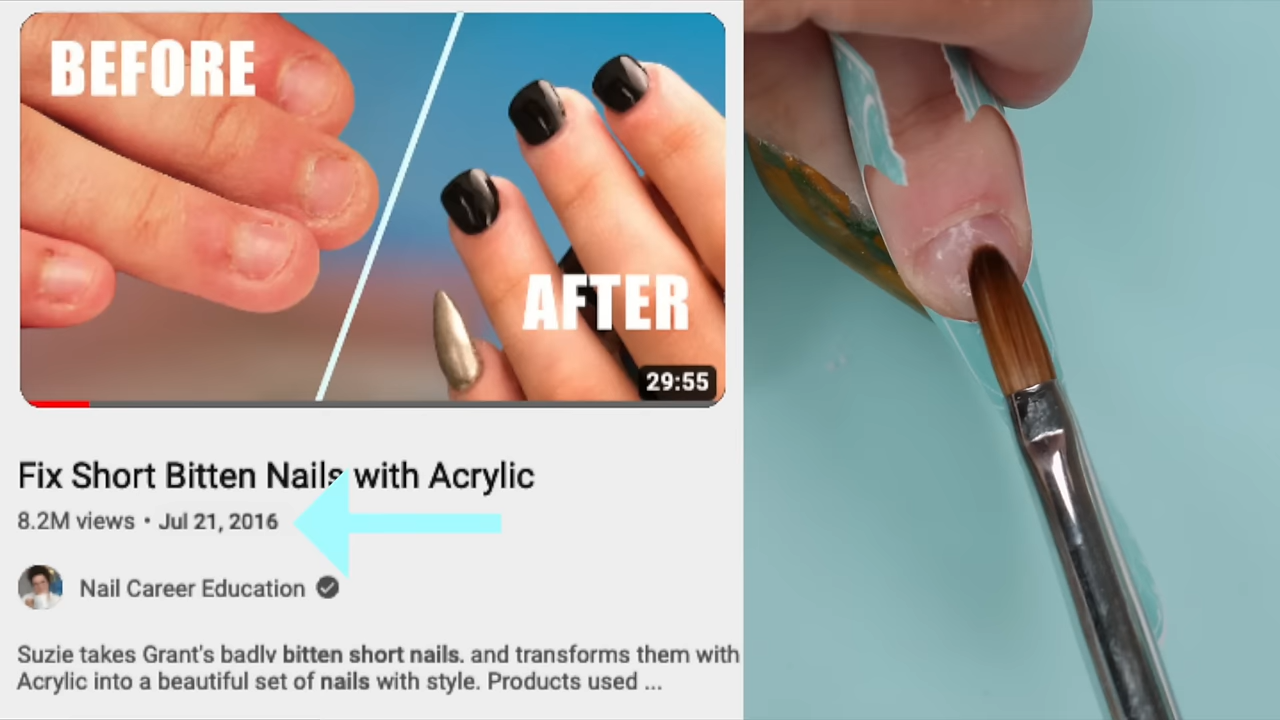 BEFORE
AFTER
29:55
Fix Short Bitten Nails with Acrylic
8.2M views • Jul 21, 2016
Nail Career Education
Suzie takes Grant's badly bitten short nails. and transforms them with
Acrylic into a beautiful set of nails with style. Products used ...